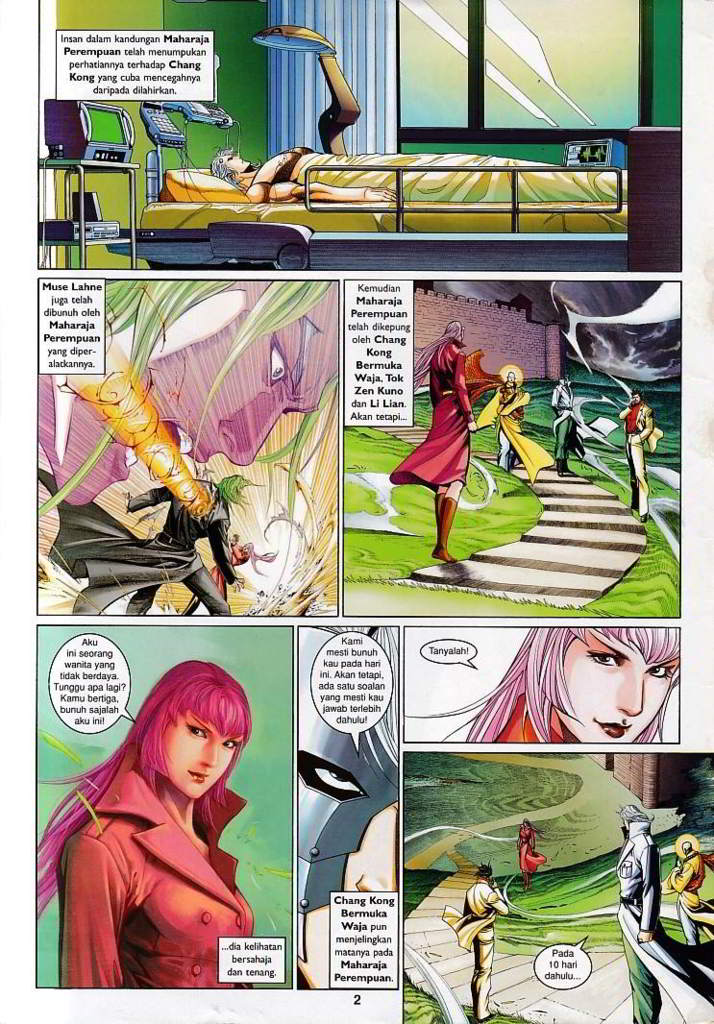 Insan dalam kandungan Maharaja
Perempuan telah menumpukan
perhatiannya terhadap Chang
Kong yang cuba mencegahnya
daripada dilahirkan.
Muse Lahne
juga telah
dibunuh oleh
Maharaja
Perempuan
yang diper-
alatkannya.
Kemudian
Maharaja
Perempuan
telah dikepung
oleh Chang
Kong
Bermuka
Waja, Tok
Zen Kuno
dan Li Lian.
Akan tetapi...
Aku
ini seorang
wanita yang
tidak berdaya.
Tunggu apa lagi?
Kamu bertiga,
bunuh sajalah
aku ini!
...dia kelihatan
bersahaja
dan tenang.
Kami
mesti bunuh
kau pada hari
ini. Akan tetapi,
ada satu soalan
yang mesti kau
jawab terlebih
dahulu!
Chang Kong
Bermuka
Waja pun
menjelingkan
matanya pada
Maharaja
Perempuan.
Tanyalah!
Pada
10 hari
dahulu...
2